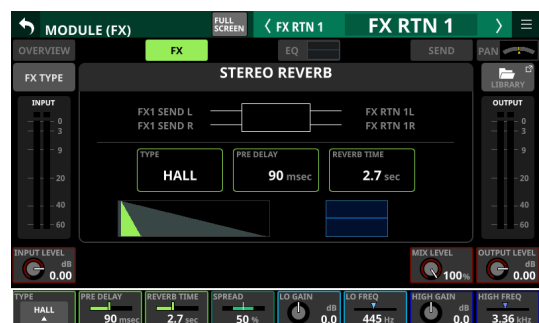 MODULE (FX)
FULL SCREEN
FX RTN 1
FX RTN 1
OVERVIEW
FX
EQ
SEND
PAN
FX TYPE
STEREO REVERB
LIBRARY
INPUT
OUTPUT
FX1 SEND L
FX RTN 1L
FX1 SEND R
FX RTN 1R
0
3
9
20
40
60
0
3
9
20
40
60
TYPE
HALL
PRE DELAY
90 msec
REVERB TIME
2.7 sec
INPUT LEVEL
dB
0.00
MIX LEVEL
100%
OUTPUT LEVEL
dB
0.00
TYPE
HALL
PRE DELAY
90 msec
REVERB TIME
2.7 sec
SPREAD
50 %
LO GAIN
dB
0.0
LO FREQ
445 Hz
HIGH GAIN
dB
0.0
HIGH FREQ
3.36 kHz